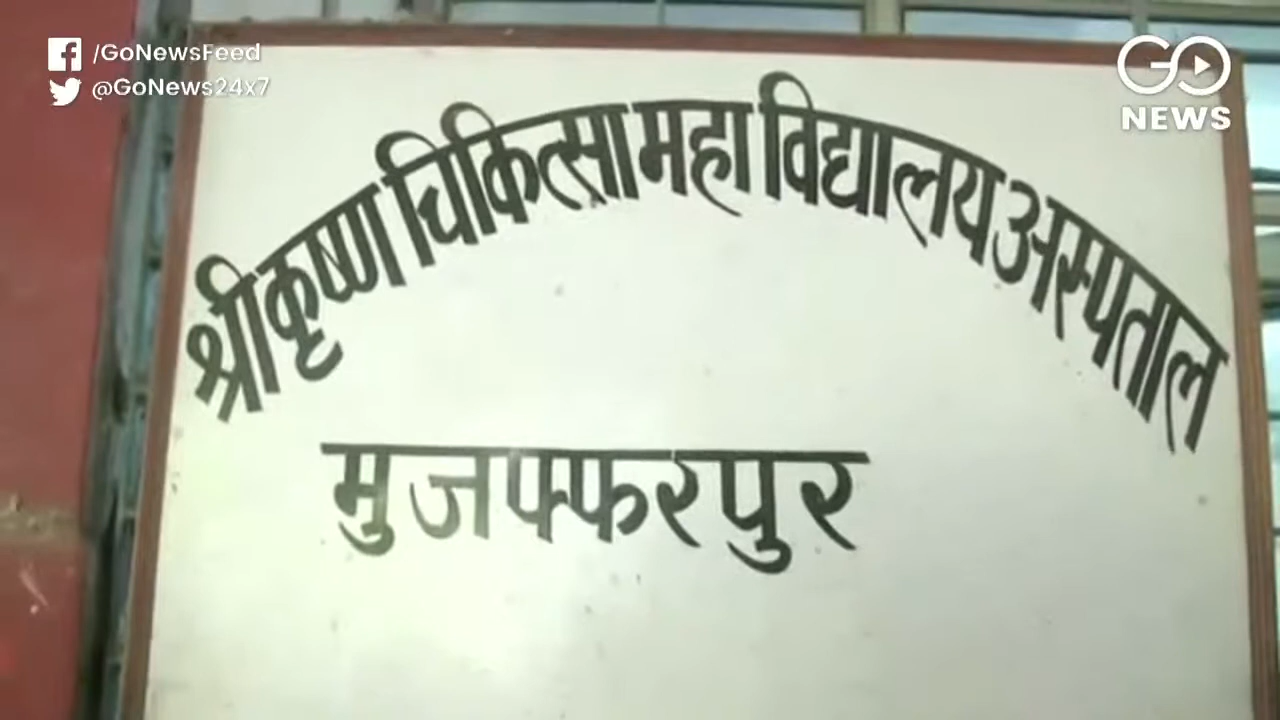 /GoNewsFeed
@GoNews24x7
GO
NEWS
श्रीकृष्ण चिकित्सा महा विद्यालय अस्पताल
मुजफ्फरपुर